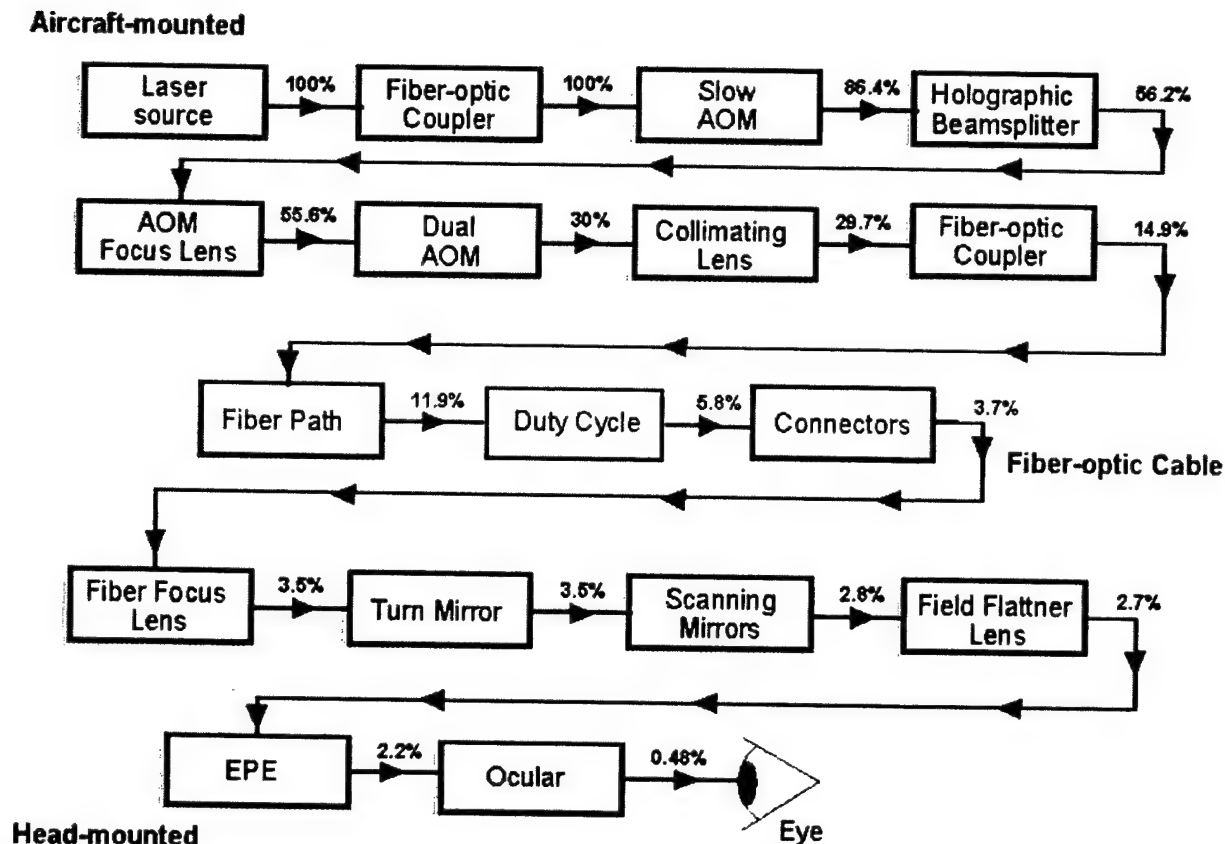 Aircraft-mounted
Laser
source
100%
Fiber-optic
Coupler
100%
Slow
AOM
86.4%
Holographic
Beamsplitter
56.2%
AOM
Focus Lens
55.6%
Dual
AOM
30%
Collimating
Lens
29.7%
Fiber-optic
Coupler
14.9%
Fiber Path
11.9%
Duty Cycle
5.8%
Connectors
3.7%
Fiber-optic Cable
Fiber Focus
Lens
3.5%
Turn Mirror
3.5%
Scanning
Mirrors
2.8%
Field Flattner
Lens
2.7%
EPE
2.2%
Ocular
0.48%
Eye
Head-mounted